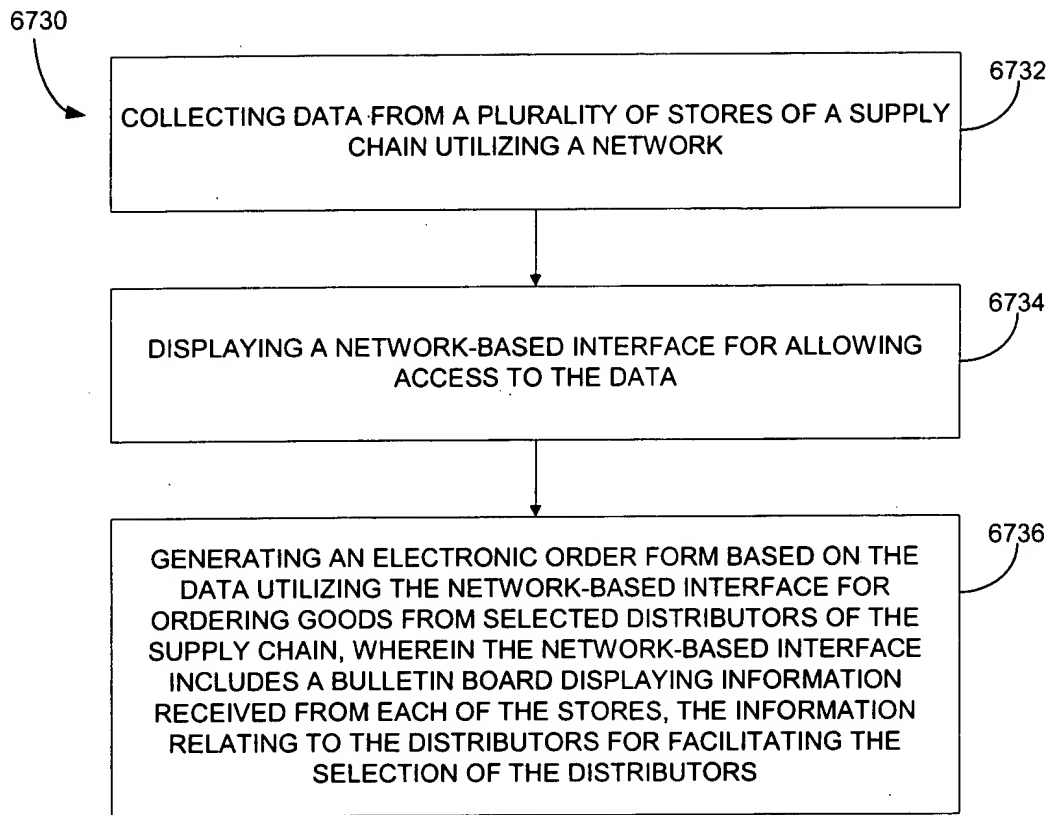 6730
6732
COLLECTING DATA FROM A PLURALITY OF STORES OF A SUPPLY
CHAIN UTILIZING A NETWORK
6734
DISPLAYING A NETWORK-BASED INTERFACE FOR ALLOWING
ACCESS TO THE DATA
6736
GENERATING AN ELECTRONIC ORDER FORM BASED ON THE
DATA UTILIZING THE NETWORK-BASED INTERFACE FOR
ORDERING GOODS FROM SELECTED DISTRIBUTORS OF THE
SUPPLY CHAIN, WHEREIN THE NETWORK-BASED INTERFACE
INCLUDES A BULLETIN BOARD DISPLAYING INFORMATION
RECEIVED FROM EACH OF THE STORES, THE INFORMATION
RELATING TO THE DISTRIBUTORS FOR FACILITATING THE
SELECTION OF THE DISTRIBUTORS